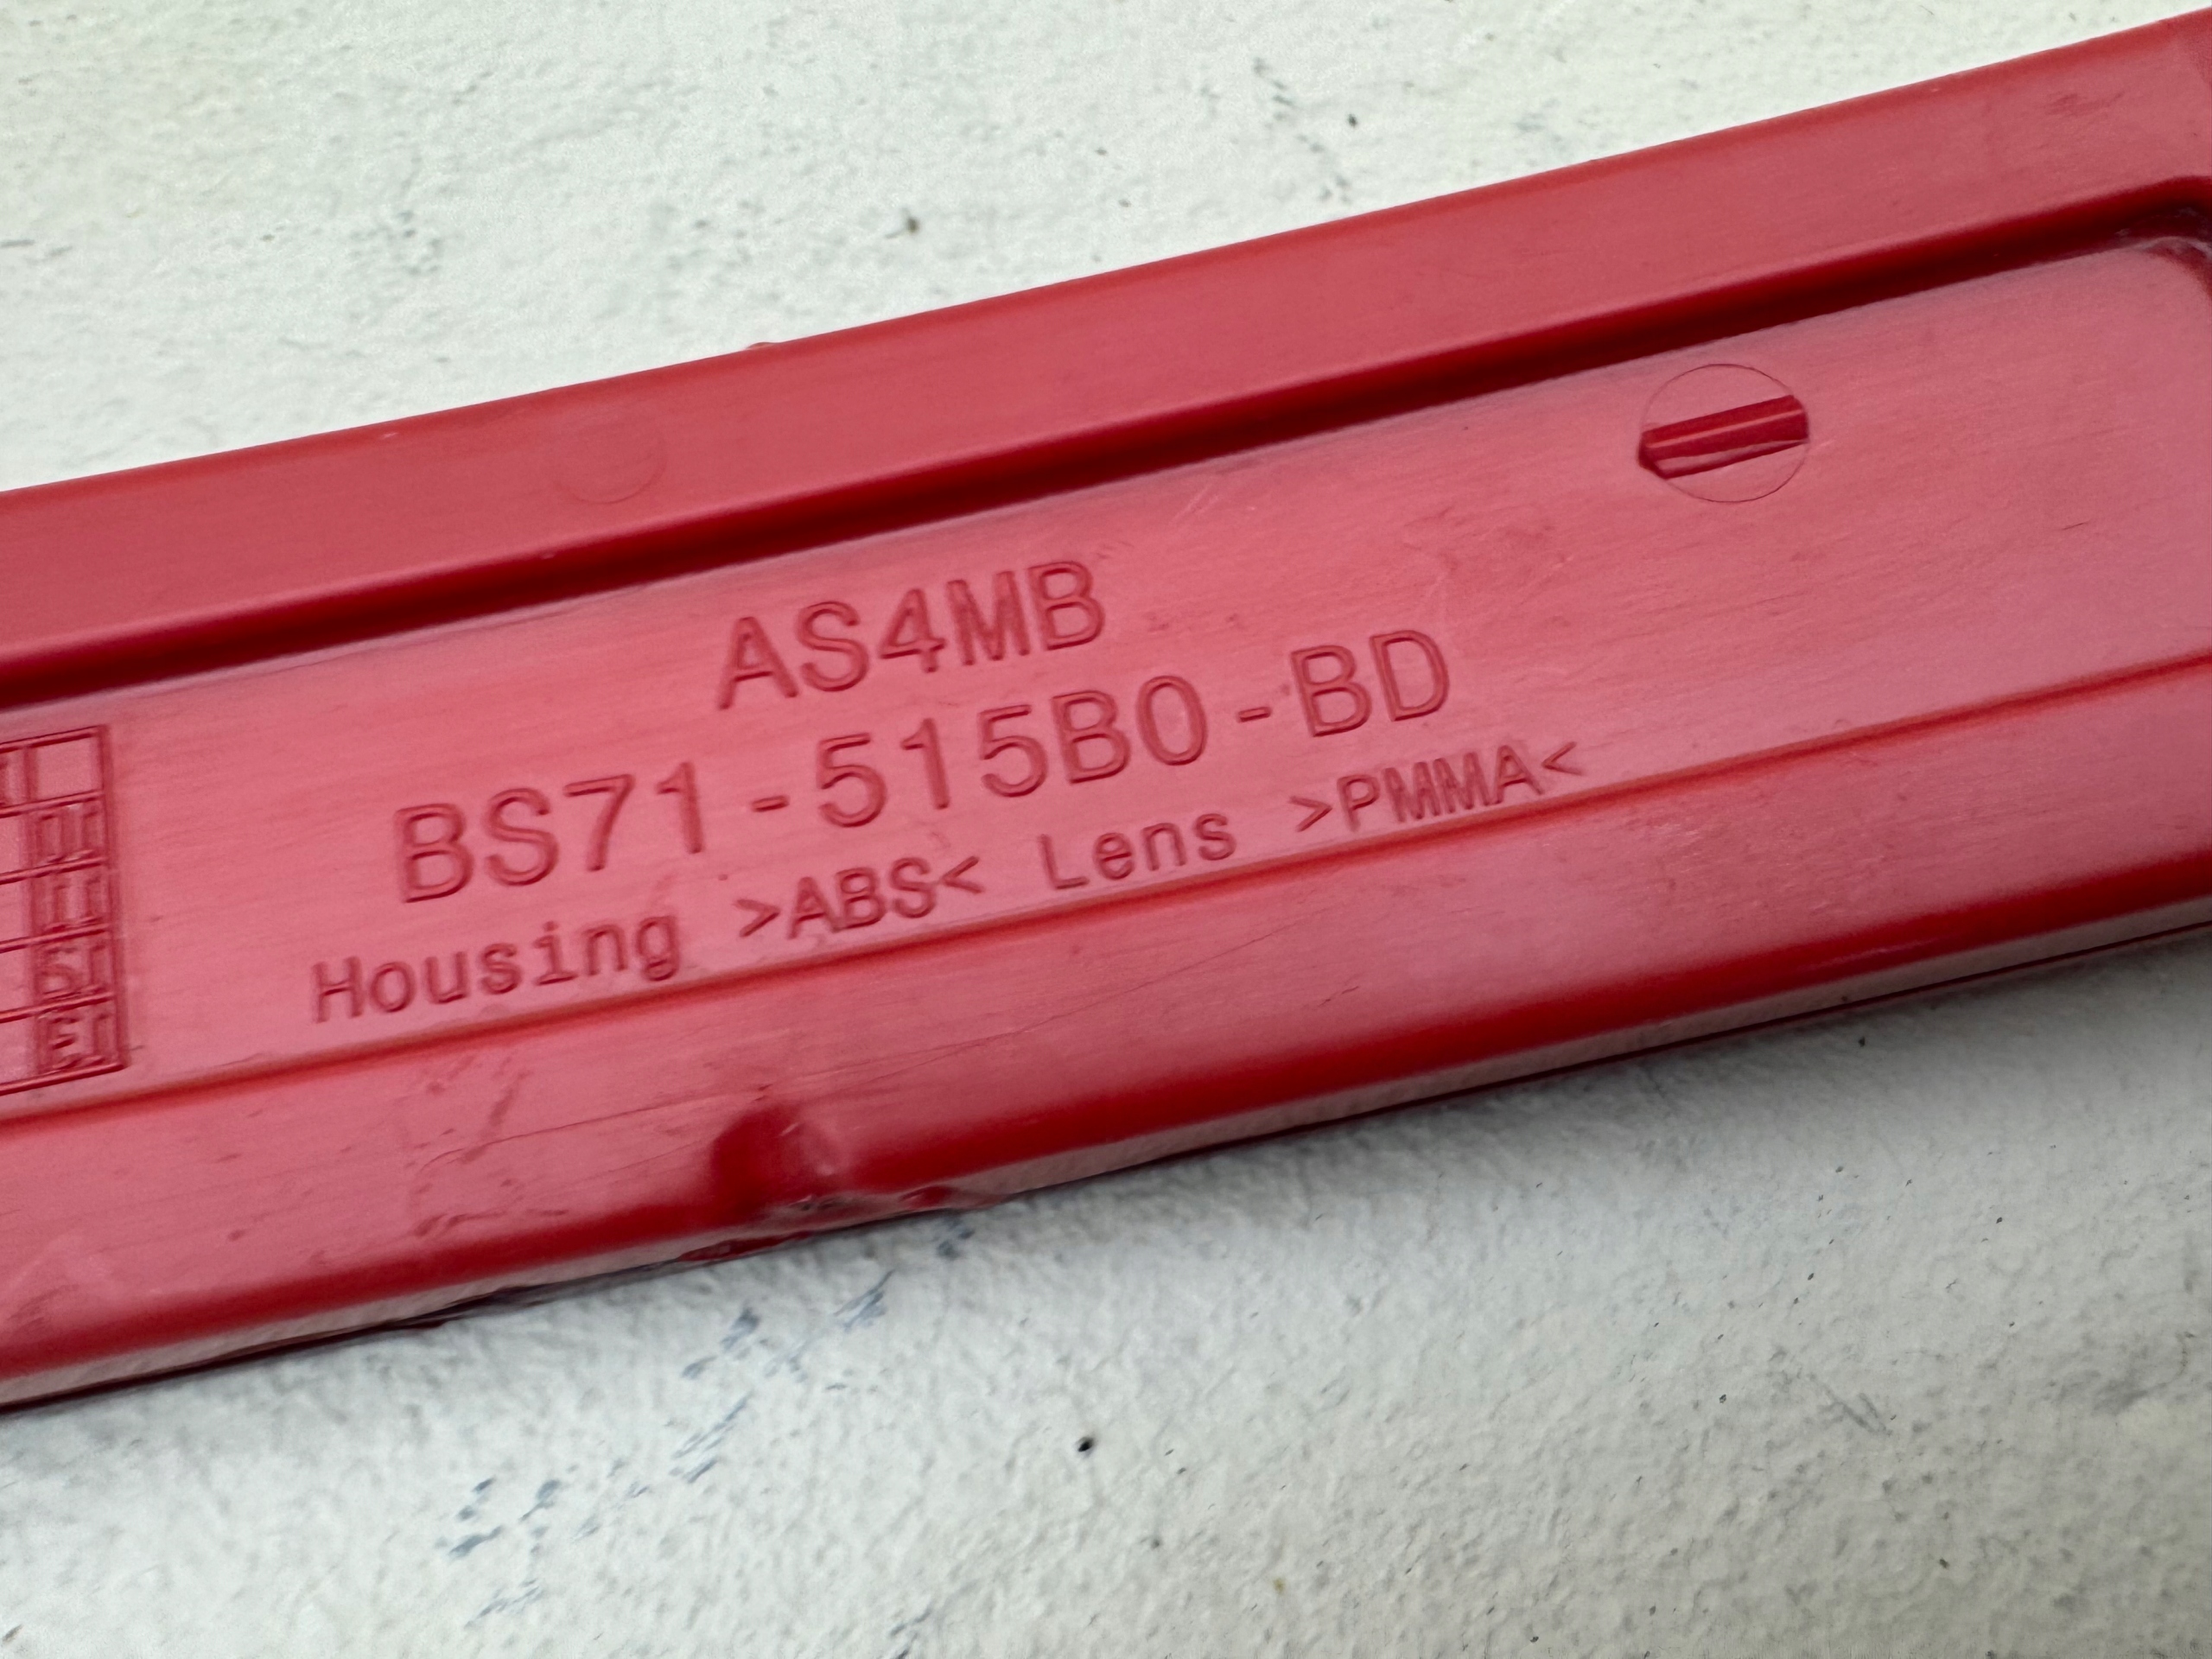 AS4MB
BS71-515B0-BD
Housing >ABS< Lens >PMMA<